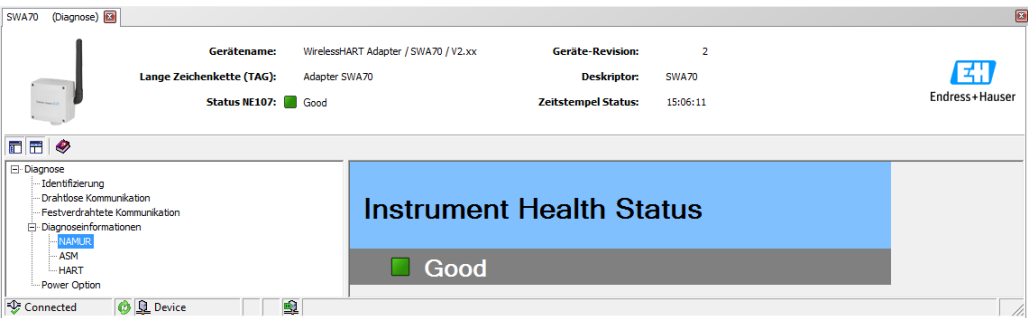 SWA70 (Diagnose)
Gerätename: WirelessHART Adapter / SWA70 / V2.xx Geräte-Revision: 2
Lange Zeichenkette (TAG): Adapter SWA70 Deskriptor: SWA70
Status NE107: Good Zeitstempel Status: 15:06:11
EH
Endress+Hauser
Diagnose
Identifizierung
Drahtlose Kommunikation
Festverdrahtete Kommunikation
Diagnoseinformationen
NAMUR
ASM
HART
Power Option
Instrument Health Status
Good
Connected Device